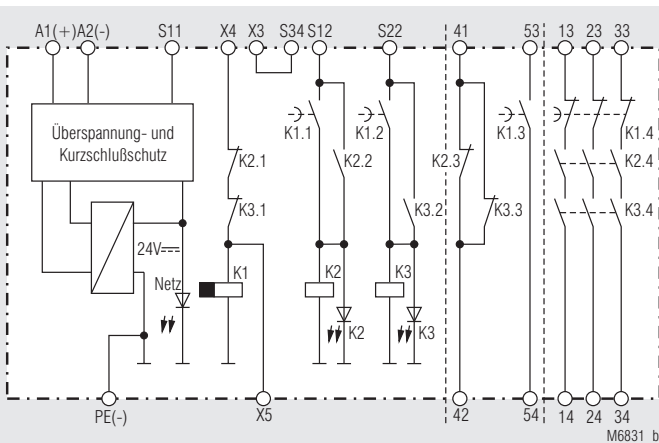 A1(+) A2(-) S11 X4 X3 S34 S12 S22 41 53 13 23 33
Überspannung- und
Kurzschlußschutz
K1.1 K1.2 K1.3 K1.4
K2.1 K2.2 K2.3 K2.4
K3.1 K3.2 K3.3 K3.4
24V
Netz K1 K2 K3
K2 K3
PE(-) X5 42 54 14 24 34
M6831_b